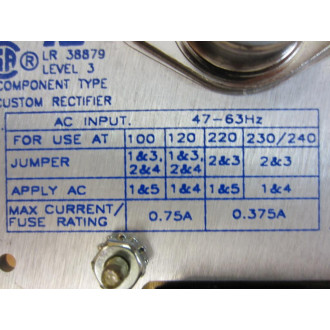 LR 38879
LEVEL 3
COMPONENT TYPE
CUSTOM RECTIFIER
AC INPUT. 47-63Hz
FOR USE AT 100 120 220 230/240
JUMPER 1&3, 2&4 1&3, 2&4 2&3 2&3
APPLY AC 1&5 1&4 1&5 1&4
MAX CURRENT/ FUSE RATING 0.75A 0.375A